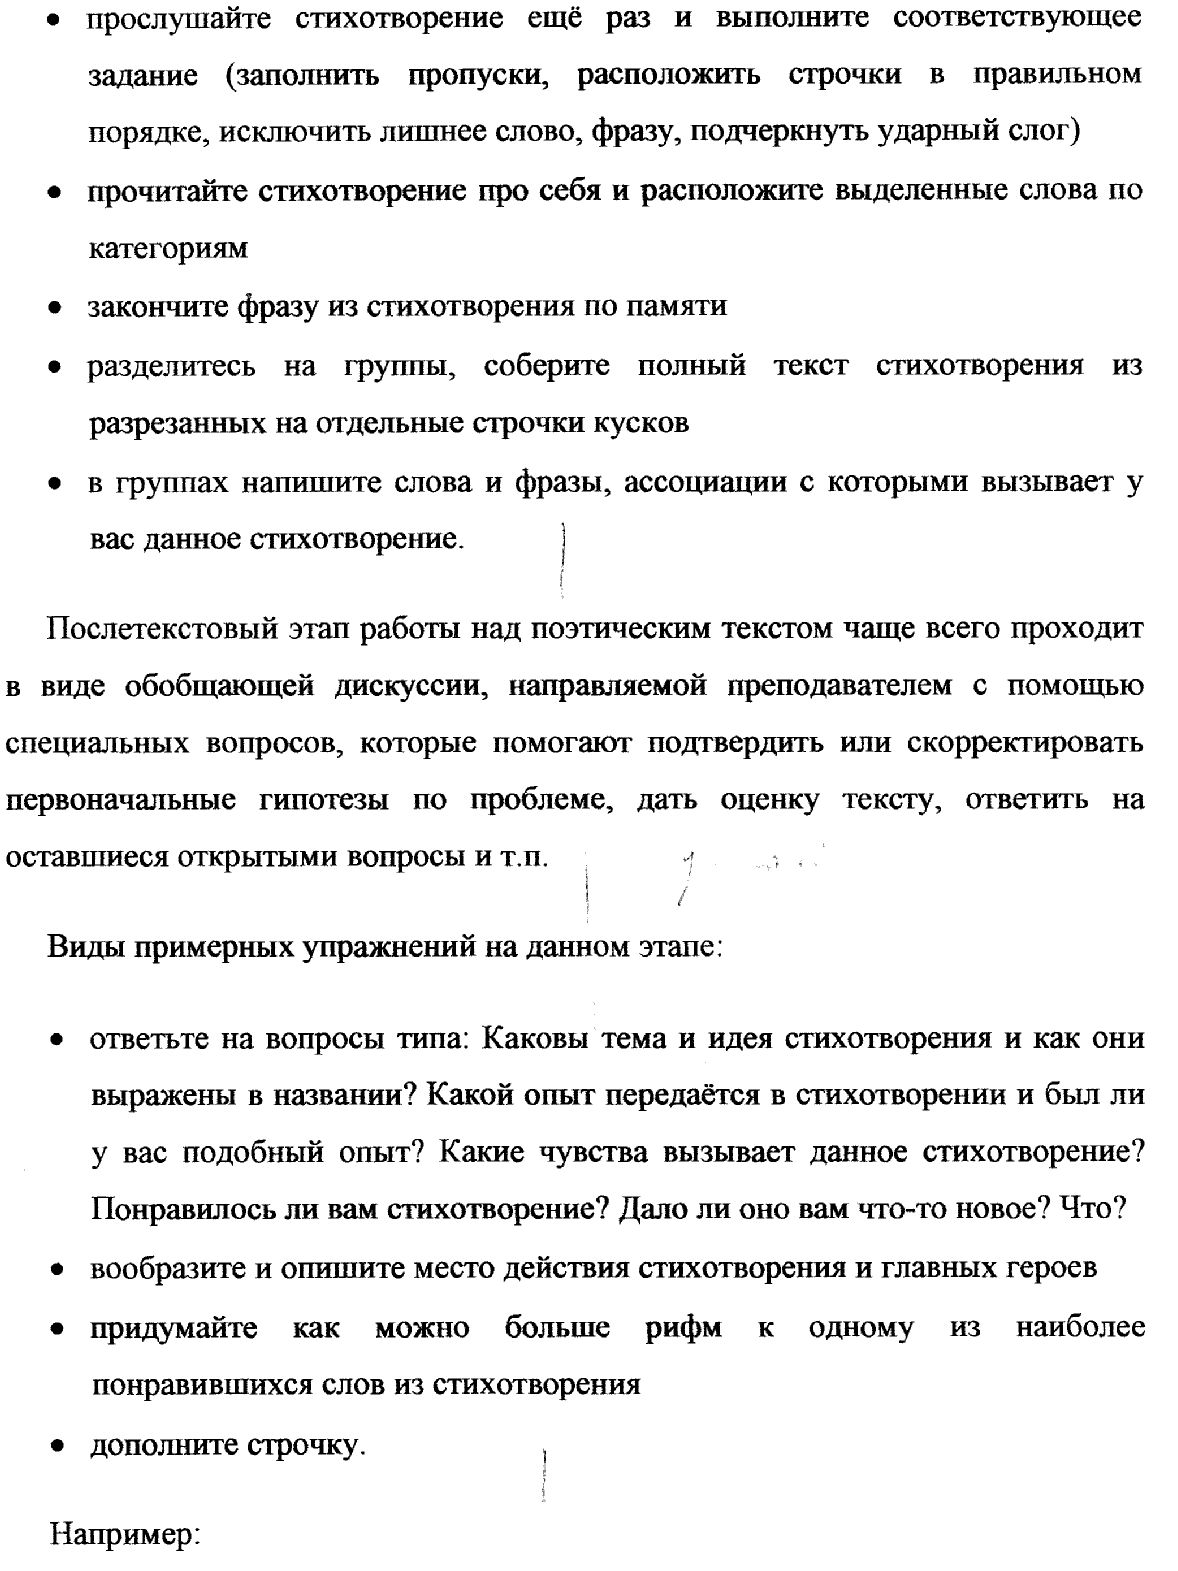 • прослушайте стихотворение ещё раз и выполните соответствующее
задание (заполнить пропуски, расположить строчки в правильном
порядке, исключить лишнее слово, фразу, подчеркнуть ударный слог)
• прочитайте стихотворение про себя и расположите выделенные слова по
категориям
• закончите фразу из стихотворения по памяти
• разделитесь на группы, соберите полный текст стихотворения из
разрезанных на отдельные строчки кусков
• в группах напишите слова и фразы, ассоциации с которыми вызывает у
вас данное стихотворение.
Послетекстовый этап работы над поэтическим текстом чаще всего проходит
в виде обобщающей дискуссии, направляемой преподавателем с помощью
специальных вопросов, которые помогают подтвердить или скорректировать
первоначальные гипотезы по проблеме, дать оценку тексту, ответить на
оставшиеся открытыми вопросы и т.п.
Виды примерных упражнений на данном этапе:
• ответьте на вопросы типа: Каковы тема и идея стихотворения и как они
выражены в названии? Какой опыт передаётся в стихотворении и был ли
у вас подобный опыт? Какие чувства вызывает данное стихотворение?
Понравилось ли вам стихотворение? Дало ли оно вам что-то новое? Что?
• вообразите и опишите место действия стихотворения и главных героев
• придумайте как можно больше рифм к одному из наиболее
понравившихся слов из стихотворения
• дополните строчку.
Например: